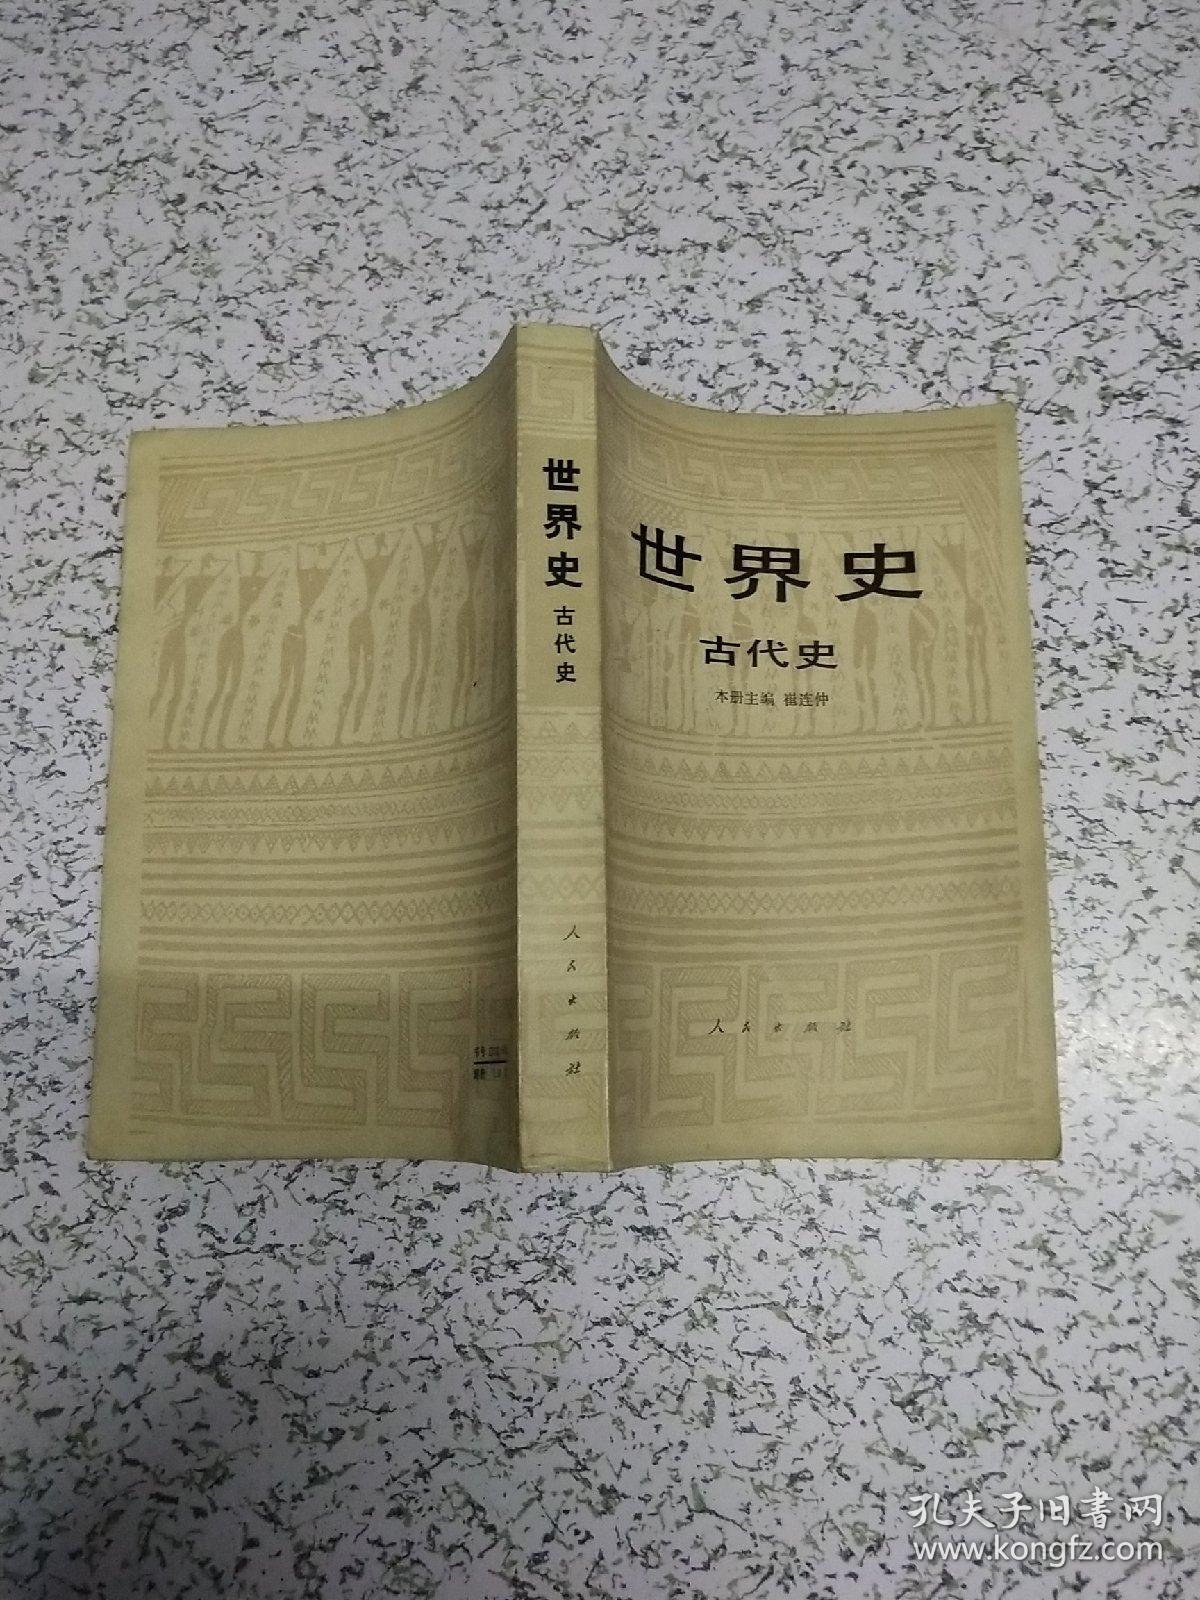 世界史
古代史
人民出版社
世界史
古代史
本册主编 崔连仲
人民出版社
书号
孔夫子旧書网
www.kongfz.com